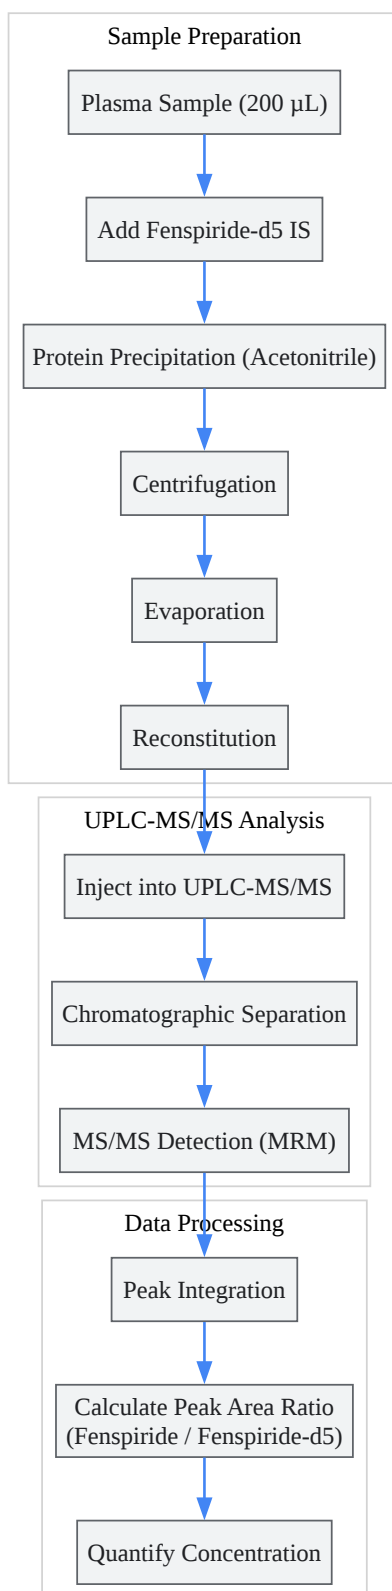 Sample Preparation
Plasma Sample (200 µL)
Add Fenspiride-d5 IS
Protein Precipitation (Acetonitrile)
Centrifugation
Evaporation
Reconstitution
UPLC-MS/MS Analysis
Inject into UPLC-MS/MS
Chromatographic Separation
MS/MS Detection (MRM)
Data Processing
Peak Integration
Calculate Peak Area Ratio
(Fenspiride / Fenspiride-d5)
Quantify Concentration